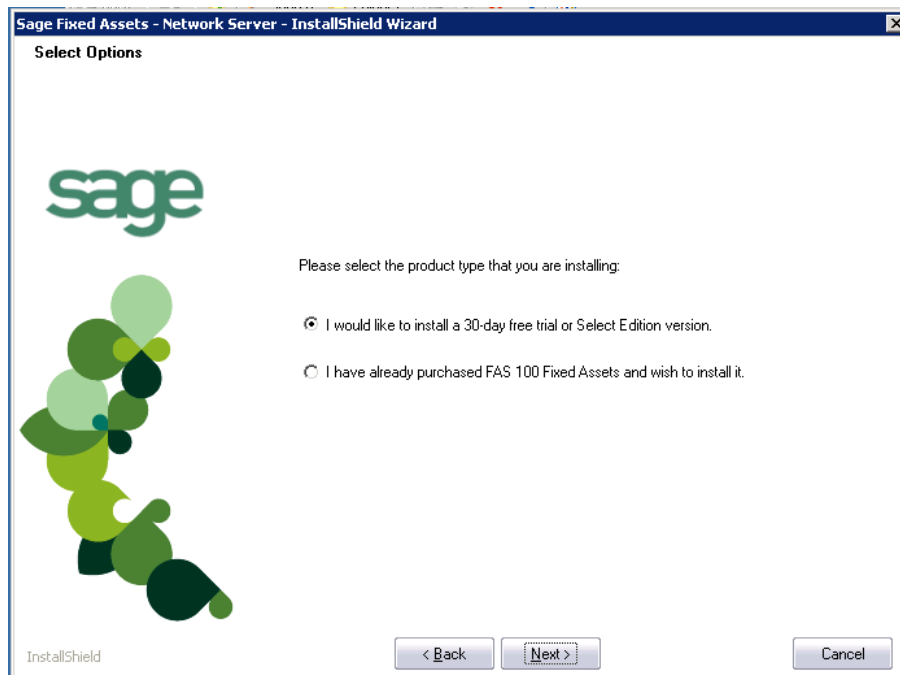 Sage Fixed Assets - Network Server - InstallShield Wizard
Select Options
sage
Please select the product type that you are installing:
I would like to install a 30-day free trial or Select Edition version.
I have already purchased FAS 100 Fixed Assets and wish to install it.
InstallShield
< Back
Next >
Cancel